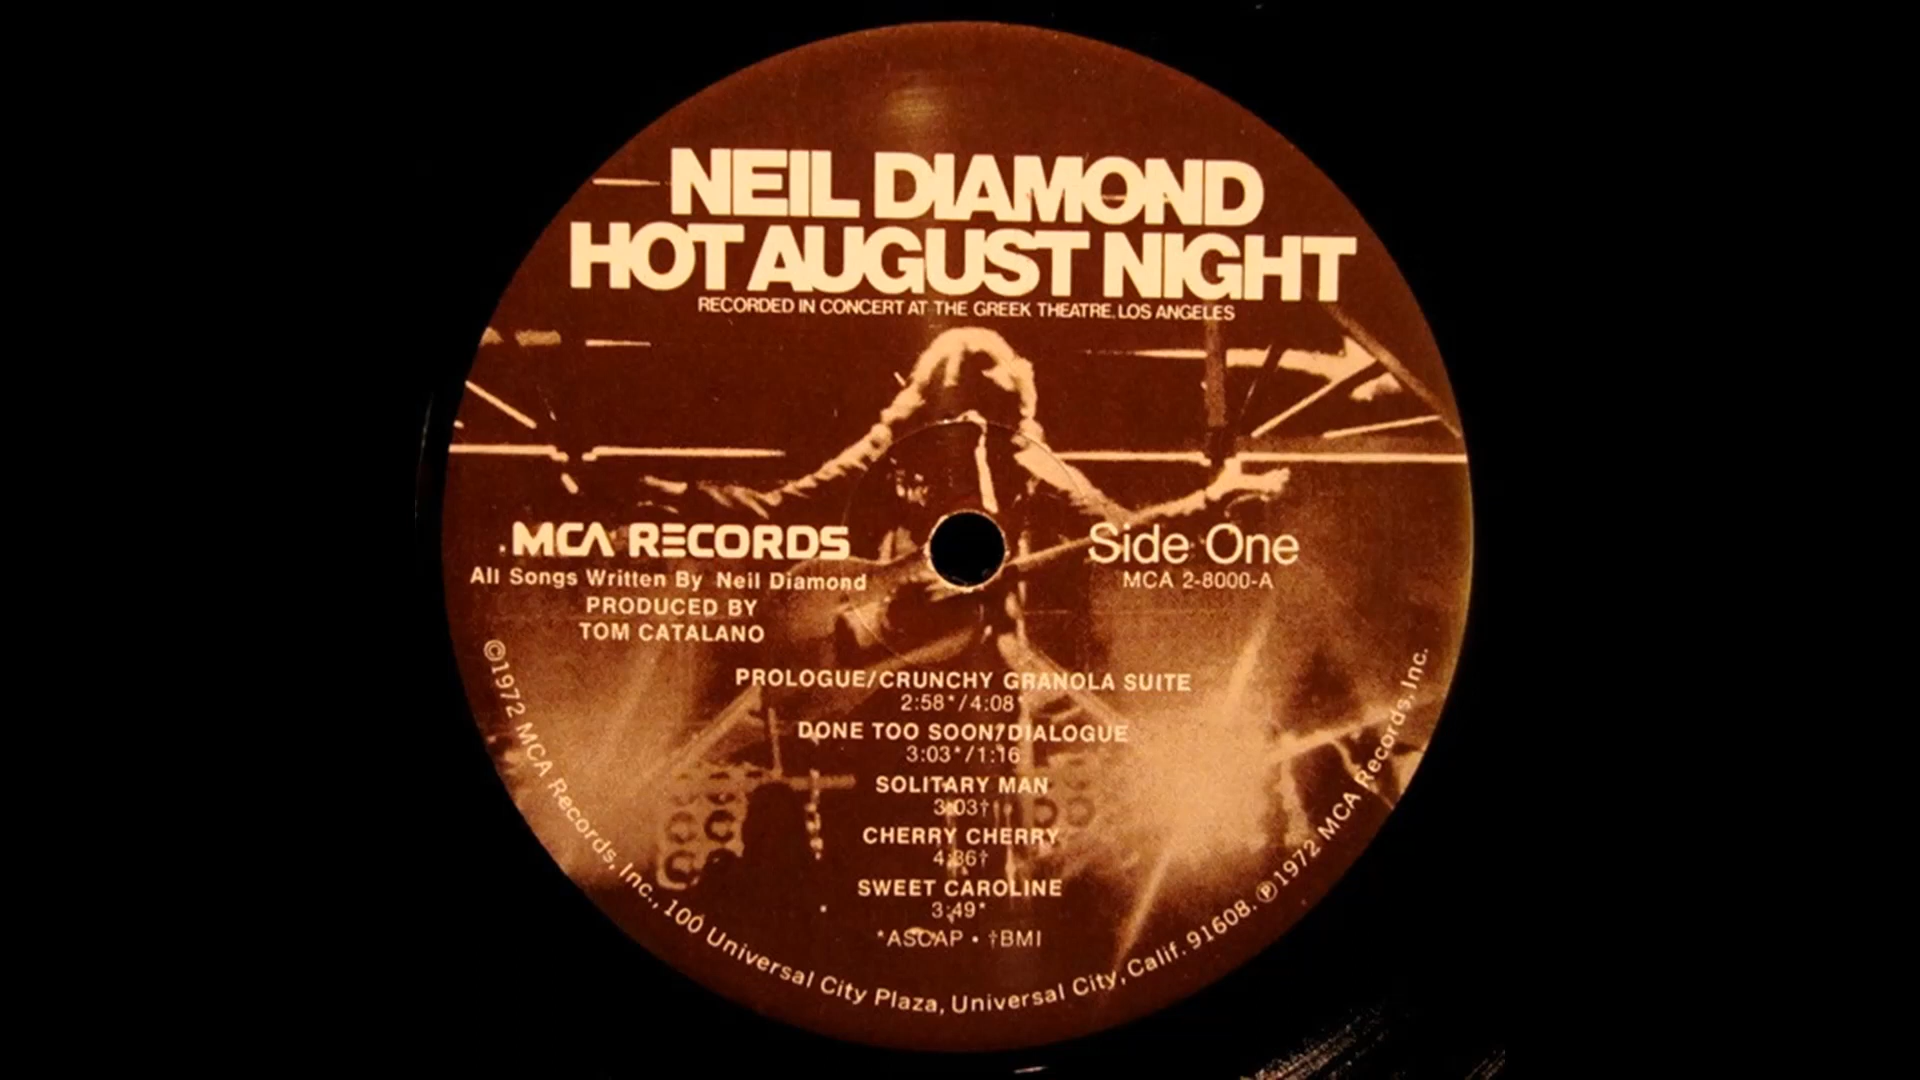 NEIL DIAMOND
HOT AUGUST NIGHT
RECORDED IN CONCERT AT THE GREEK THEATRE, LOS ANGELES
MCA RECORDS
All Songs Written By Neil Diamond
PRODUCED BY
TOM CATALANO
Side One
MCA 2-8000-A
PROLOGUE/CRUNCHY GRANOLA SUITE
2:58*/4:08*
DONE TOO SOON/DIALOGUE
3:03*/1:16
SOLITARY MAN
3:03†
CHERRY CHERRY
4:36†
SWEET CAROLINE
3:49*
*ASCAP • †BMI
©1972 MCA Records, Inc., 100 Universal City Plaza, Universal City, Calif. 91608. ℗1972 MCA Records, Inc.